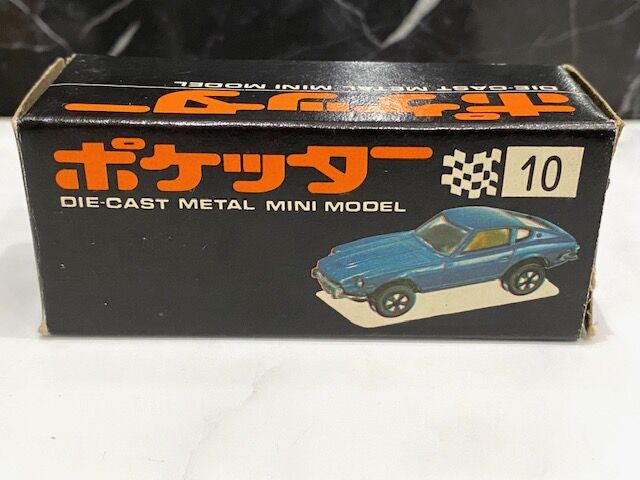 DIE-CAST METAL MINI MODEL
ポケッター
ポケッター
10
DIE-CAST METAL MINI MODEL